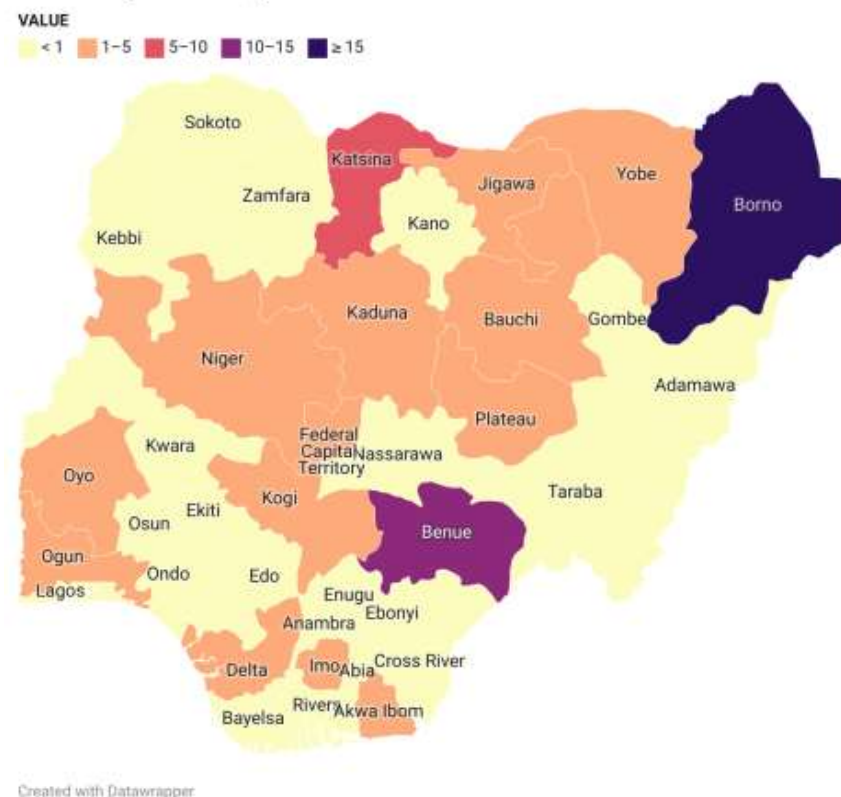 VALUE
< 1 1–5 5–10 10–15 ≥ 15
Sokoto
Katsina
Yobe
Jigawa
Zamfara
Borno
Kano
Kebbi
Kaduna
Bauchi
Gombe
Niger
Adamawa
Plateau
Federal
Capital
Territory
Nassarawa
Kwara
Oyo
Kogi
Taraba
Ekiti
Osun
Benue
Ogun
Ondo
Edo
Lagos
Enugu
Ebonyi
Anambra
Cross River
Imo
Abia
Delta
Rivers
Akwa Ibom
Bayelsa
Created with Datawrapper